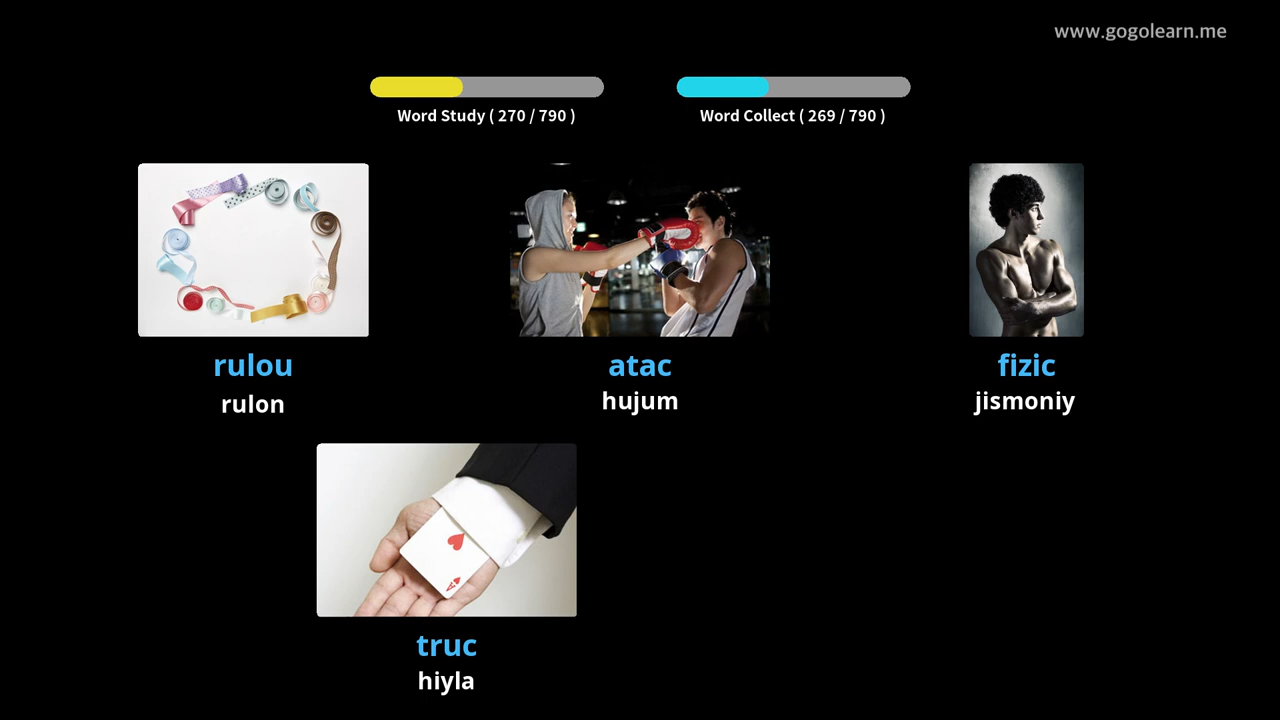 www.gogolearn.me
Word Study ( 270 / 790 )
Word Collect ( 269 / 790 )
rulou
rulon
atac
hujum
fizic
jismoniy
A
truc
hiyla